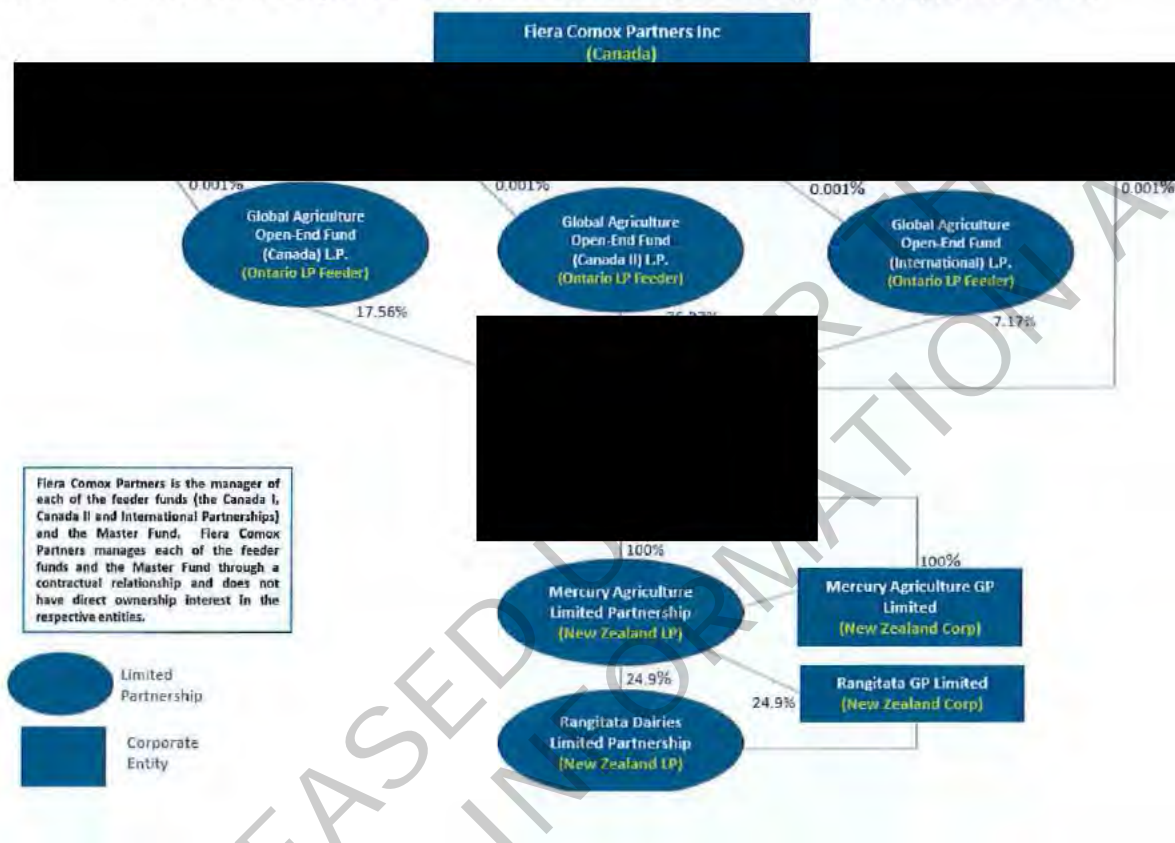 Fiera Comox Partners Inc
(Canada)
0.001%
0.001%
0.001%
0.001%
Global Agriculture
Open-End Fund
(Canada) L.P.
(Ontario LP Feeder)
Global Agriculture
Open-End Fund
(Canada II) L.P.
(Ontario LP Feeder)
Global Agriculture
Open-End Fund
(International) L.P.
(Ontario LP Feeder)
17.56%
7.17%
Fiera Comox Partners is the manager of
each of the feeder funds (the Canada I,
Canada II and International Partnerships)
and the Master Fund. Fiera Comox
Partners manages each of the feeder
funds and the Master Fund through a
contractual relationship and does not
have direct ownership interest in the
respective entities.
100%
100%
Mercury Agriculture
Limited Partnership
(New Zealand LP)
Mercury Agriculture GP
Limited
(New Zealand Corp)
24.9%
24.9%
Rangitata GP Limited
(New Zealand Corp)
Rangitata Dairies
Limited Partnership
(New Zealand LP)
Limited
Partnership
Corporate
Entity
INFORMATION A